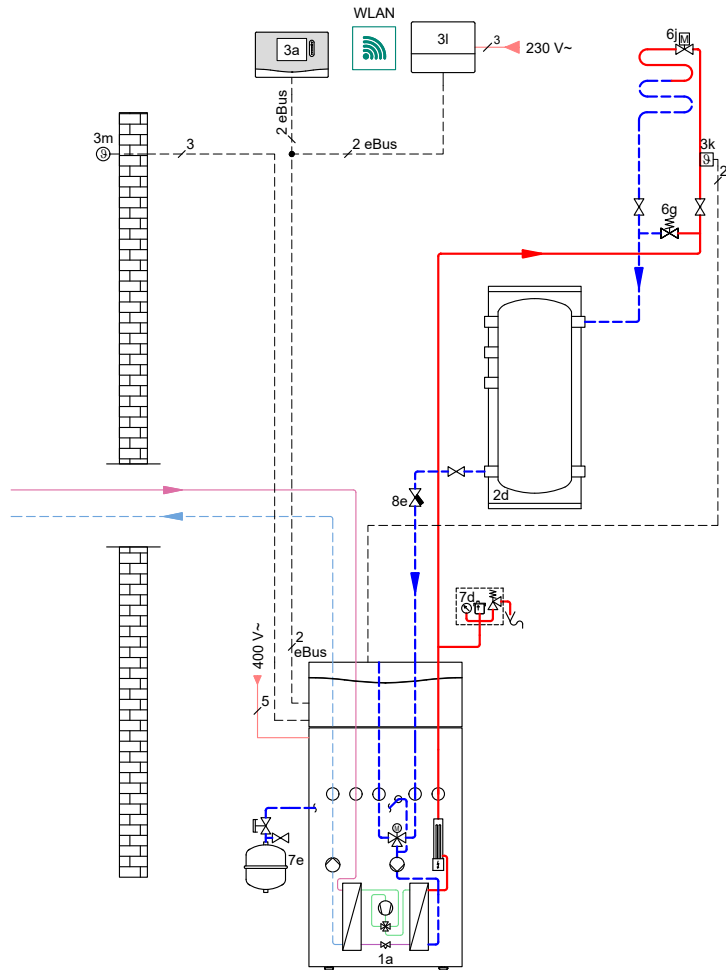 WLAN
3a
3l
3
230 V~
6j
M
2 eBus
2 eBus
3m
ϑ
3
3k
ϑ
2
6g
2d
8e
7d
400 V~
5
2
eBus
M
7e
1a